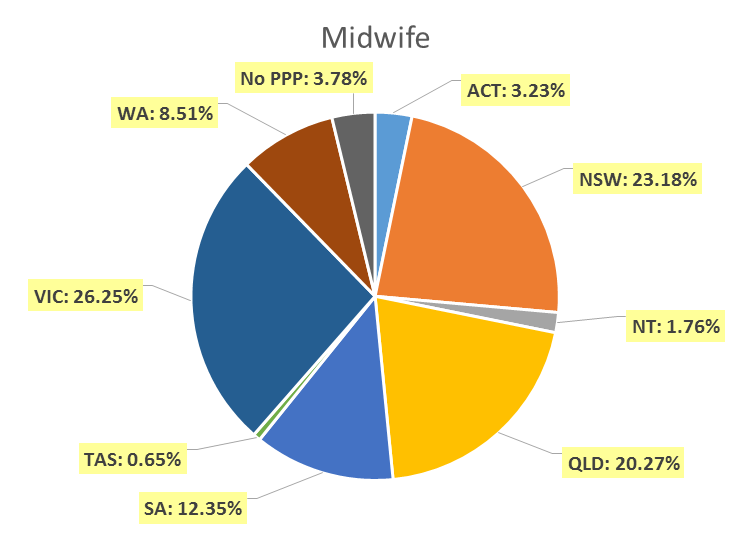 Midwife
No PPP: 3.78%
ACT: 3.23%
WA: 8.51%
NSW: 23.18%
VIC: 26.25%
NT: 1.76%
TAS: 0.65%
QLD: 20.27%
SA: 12.35%